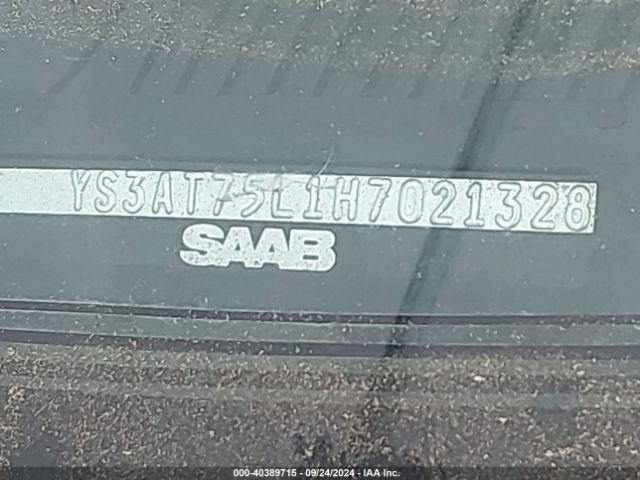 YS3AT75L1H7021328
SAAB
000-40389715 - 09/24/2024 - IAA Inc.